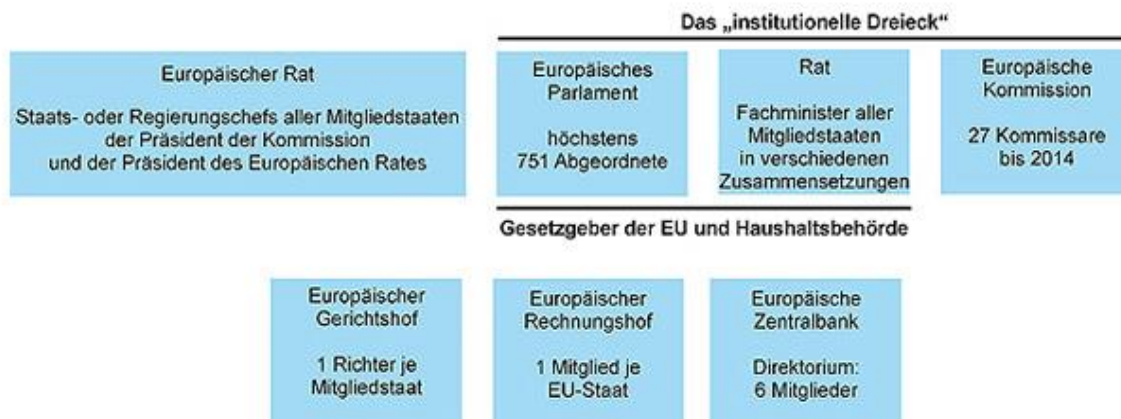 Das „institutionelle Dreieck“
Europäischer Rat
Staats- oder Regierungschefs aller Mitgliedstaaten
der Präsident der Kommission
und der Präsident des Europäischen Rates
Europäisches
Parlament
höchstens
751 Abgeordnete
Rat
Fachminister aller
Mitgliedstaaten
in verschiedenen
Zusammensetzungen
Europäische
Kommission
27 Kommissare
bis 2014
Gesetzgeber der EU und Haushaltsbehörde
Europäischer
Gerichtshof
1 Richter je
Mitgliedstaat
Europäischer
Rechnungshof
1 Mitglied je
EU-Staat
Europäische
Zentralbank
Direktorium:
6 Mitglieder